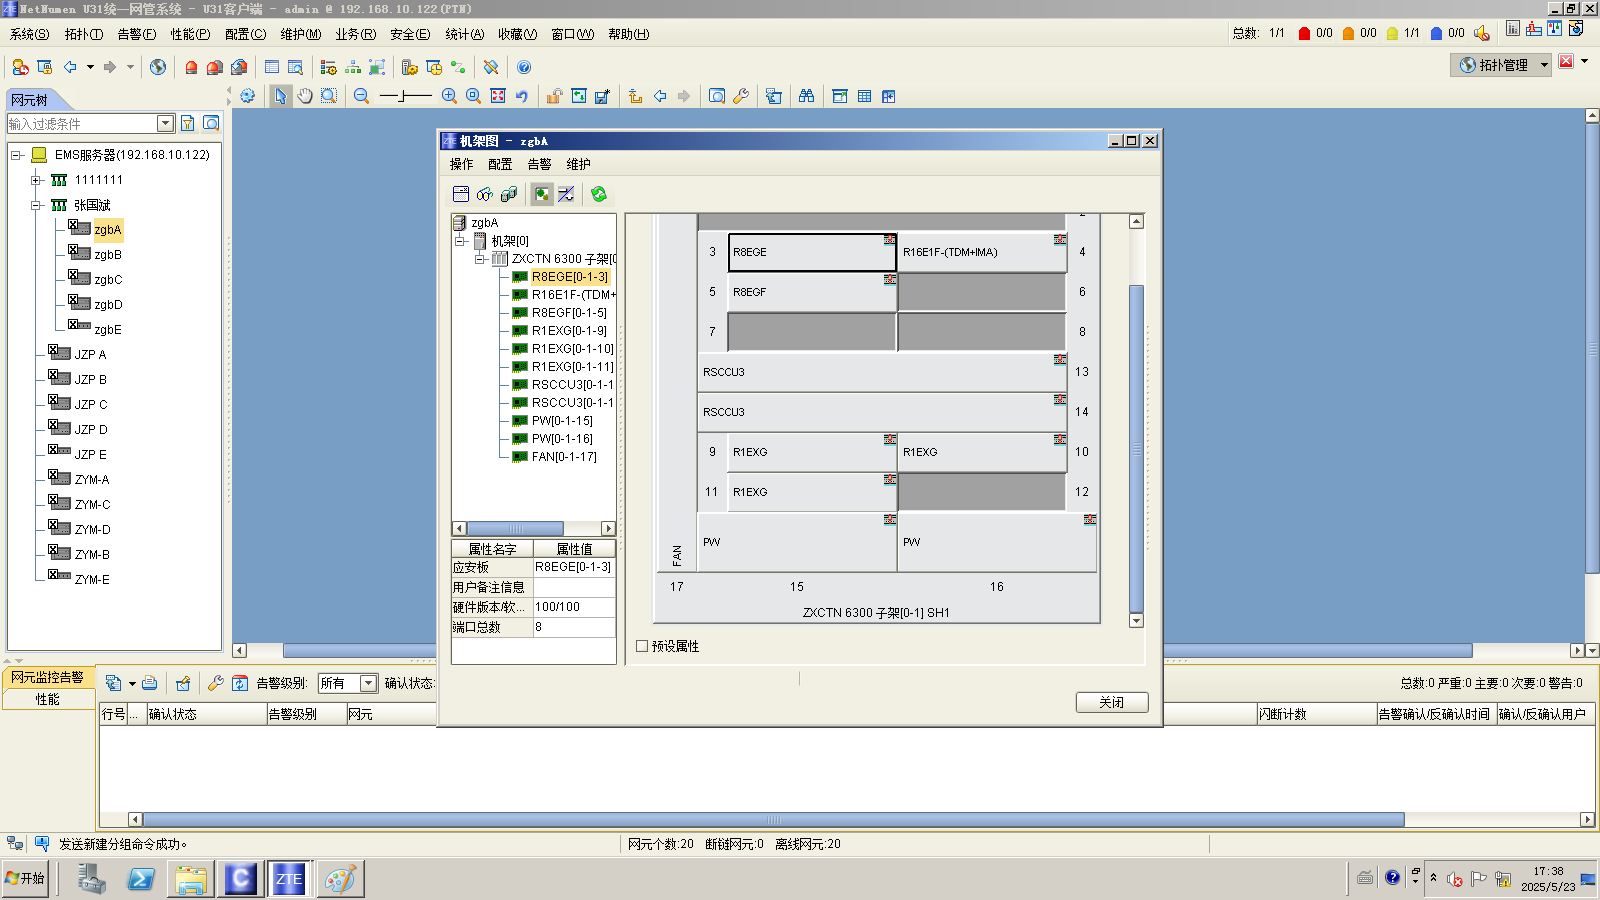 NetNumen U31统一网管系统 - U31客户端 - admin @ 192.168.10.122(PTN)
系统(S) 拓扑(T) 告警(F) 性能(P) 配置(C) 维护(M) 业务(R) 安全(E) 统计(A) 收藏(V) 窗口(W) 帮助(H)
总数: 1/1 0/0 0/0 1/1 0/0
拓扑管理
网元树
输入过滤条件
EMS服务器(192.168.10.122)
1111111
张国斌
zgbA
zgbB
zgbC
zgbD
zgbE
JZP A
JZP B
JZP C
JZP D
JZP E
ZYM-A
ZYM-C
ZYM-D
ZYM-B
ZYM-E
机架图 - zgbA
操作 配置 告警 维护
zgbA
机架[0]
ZXCTN 6300 子架[0
R8EGE[0-1-3]
R16E1F-(TDM+
R8EGF[0-1-5]
R1EXG[0-1-9]
R1EXG[0-1-10]
R1EXG[0-1-11]
RSCCU3[0-1-1
RSCCU3[0-1-1
PW[0-1-15]
PW[0-1-16]
FAN[0-1-17]
属性名字 属性值
应安板 R8EGE[0-1-3]
用户备注信息
硬件版本/软... 100/100
端口总数 8
3 R8EGE R16E1F-(TDM+IMA) 4
5 R8EGF 6
7 8
RSCCU3 13
RSCCU3 14
9 R1EXG R1EXG 10
11 R1EXG 12
FAN PW PW
17 15 16
ZXCTN 6300 子架[0-1] SH1
预设属性
关闭
网元监控告警
性能
告警级别: 所有 确认状态:
总数:0 严重:0 主要:0 次要:0 警告:0
行号 ... 确认状态 告警级别 网元 闪断计数 告警确认/反确认时间 确认/反确认用户
发送新建分组命令成功。
网元个数:20 断链网元:0 离线网元:20
开始
C
ZTE
17:38
2025/5/23